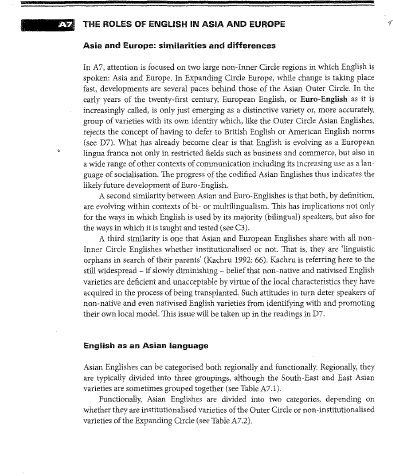 A7 THE ROLES OF ENGLISH IN ASIA AND EUROPE
Asia and Europe: similarities and differences
In A7, attention is focused on two large non-Inner Circle regions in which English is
spoken: Asia and Europe. In Expanding Circle Europe, while change is taking place
fast, developments are several paces behind those of the Asian Outer Circle. In the
early years of the twenty-first century, European English, or Euro-English as it is
increasingly called, is only just emerging as a distinctive variety or, more accurately,
group of varieties with its own identity which, like the Outer Circle Asian Englishes,
rejects the concept of having to defer to British English or American English norms
(see D7). What has already become clear is that English is evolving as a European
lingua franca not only in restricted fields such as business and commerce, but also in
a wide range of other contexts of communication including its increasing use as a lan-
guage of socialisation. The progress of the codified Asian Englishes thus indicates the
likely future development of Euro-English.
A second similarity between Asian and Euro-Englishes is that both, by definition,
are evolving within contexts of bi- or multilingualism. This has implications not only
for the ways in which English is used by its majority (bilingual) speakers, but also for
the ways in which it is taught and tested (see C3).
A third similarity is one that Asian and European Englishes share with all non-
Inner Circle Englishes whether institutionalised or not. That is, they are 'linguistic
orphans in search of their parents' (Kachru 1992: 66). Kachru is referring here to the
still widespread – if slowly diminishing – belief that non-native and nativised English
varieties are deficient and unacceptable by virtue of the local characteristics they have
acquired in the process of being transplanted. Such attitudes in turn deter speakers of
non-native and even nativised English varieties from identifying with and promoting
their own local model. This issue will be taken up in the readings in D7.
English as an Asian language
Asian Englishes can be categorised both regionally and functionally. Regionally, they
are typically divided into three groupings, although the South-East and East Asian
varieties are sometimes grouped together (see Table A7.1).
Functionally, Asian Englishes are divided into two categories, depending on
whether they are institutionalised varieties of the Outer Circle or non-institutionalised
varieties of the Expanding Circle (see Table A7.2).